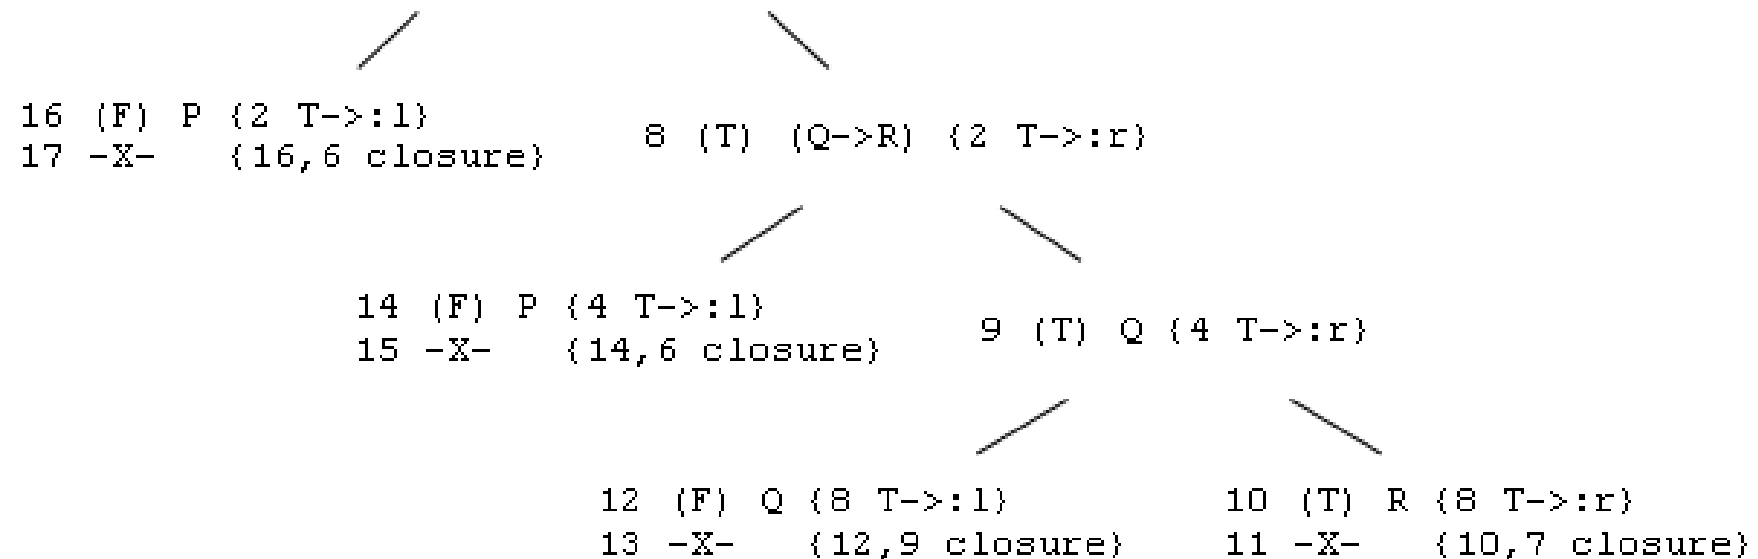 16 (F) P {2 T->:l}
17 -X- {16,6 closure}
8 (T) (Q->R) {2 T->:r}
14 (F) P {4 T->:l}
15 -X- {14,6 closure}
9 (T) Q {4 T->:r}
12 (F) Q {8 T->:l}
13 -X- {12,9 closure}
10 (T) R {8 T->:r}
11 -X- {10,7 closure}